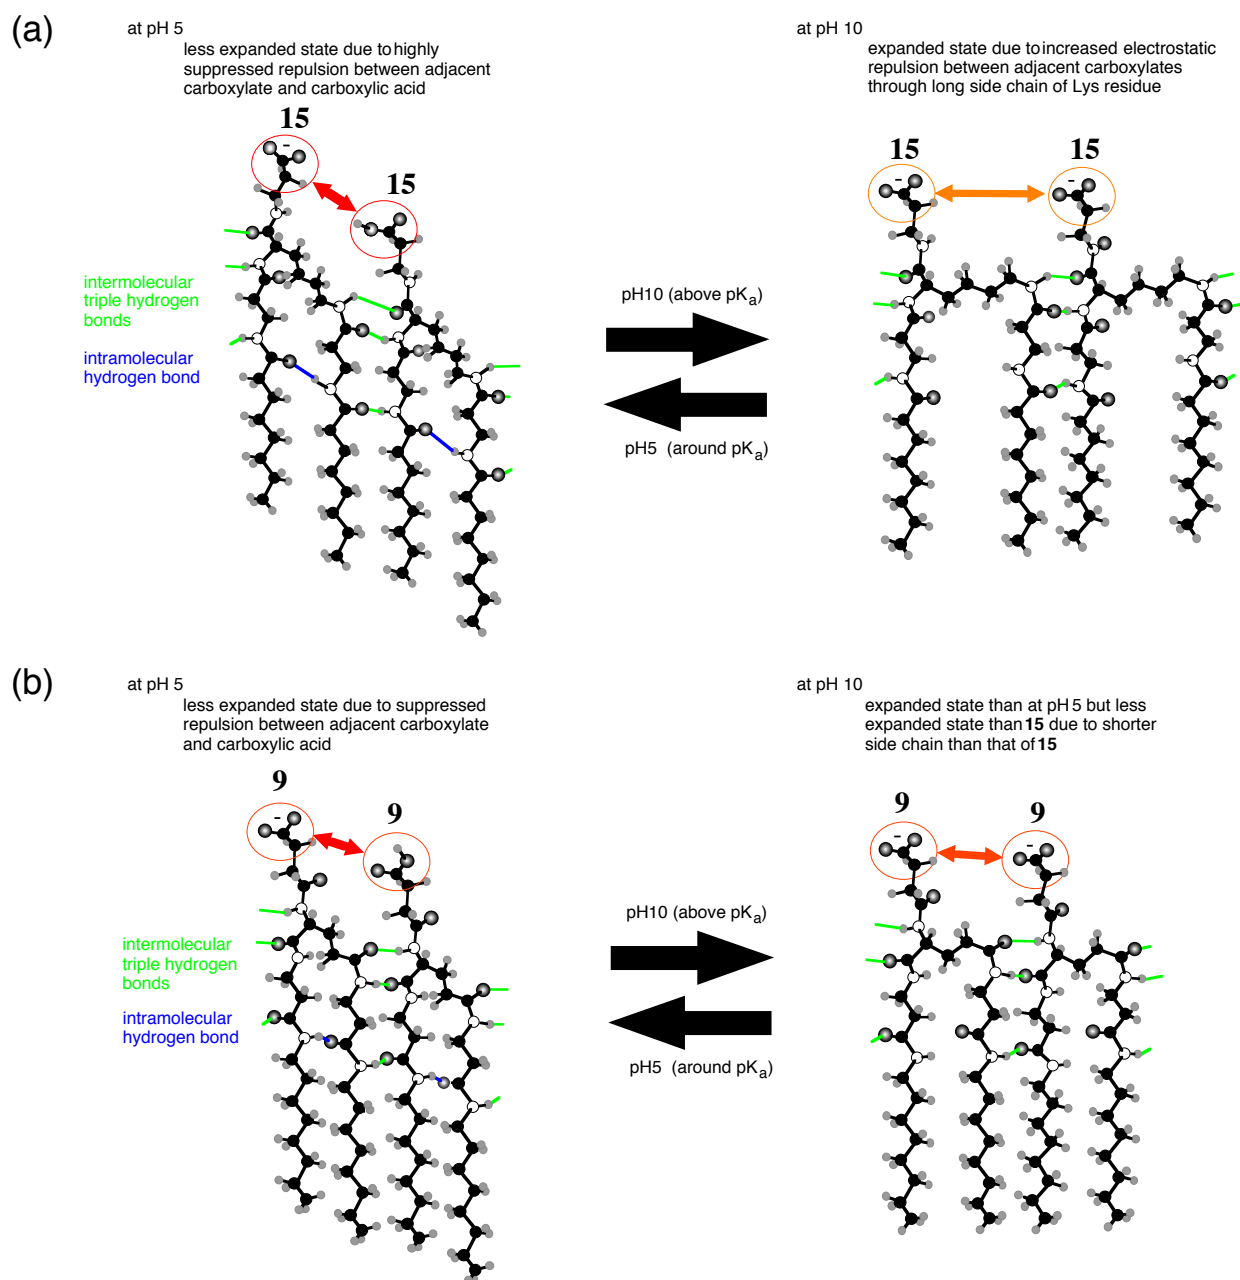 (a)
at pH 5
less expanded state due to highly
suppressed repulsion between adjacent
carboxylate and carboxylic acid
at pH 10
expanded state due to increased electrostatic
repulsion between adjacent carboxylates
through long side chain of Lys residue
15
-
15
15
-
15
-
intermolecular
triple hydrogen
bonds
intramolecular
hydrogen bond
pH10 (above pKa)
pH5 (around pKa)
(b)
at pH 5
less expanded state due to suppressed
repulsion between adjacent carboxylate
and carboxylic acid
at pH 10
expanded state than at pH 5 but less
expanded state than 15 due to shorter
side chain than that of 15
9
-
9
9
-
9
-
intermolecular
triple hydrogen
bonds
intramolecular
hydrogen bond
pH10 (above pKa)
pH5 (around pKa)